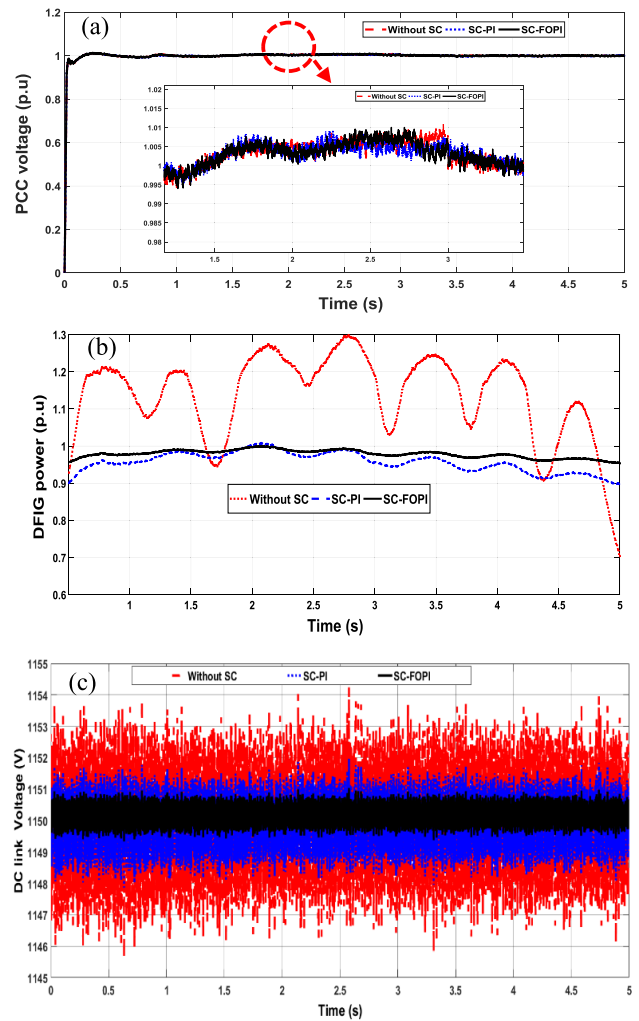 (a)
Without SC SC-PI SC-FOPI
PCC voltage (p.u)
1.2
1
0.8
0.6
0.4
0.2
0
Without SC SC-PI SC-FOPI
1.02
1.015
1.01
1.005
1
0.995
0.99
0.985
0.98
1.5 2 2.5 3
0 0.5 1 1.5 2 2.5 3 3.5 4 4.5 5
Time (s)
(b)
DFIG power (p.u)
1.3
1.2
1.1
1
0.9
0.8
0.7
0.6
Without SC SC-PI SC-FOPI
1 1.5 2 2.5 3 3.5 4 4.5 5
Time (s)
(c)
Without SC SC-PI SC-FOPI
DC link Voltage (V)
1155
1154
1153
1152
1151
1150
1149
1148
1147
1146
1145
0 0.5 1 1.5 2 2.5 3 3.5 4 4.5 5
Time (s)